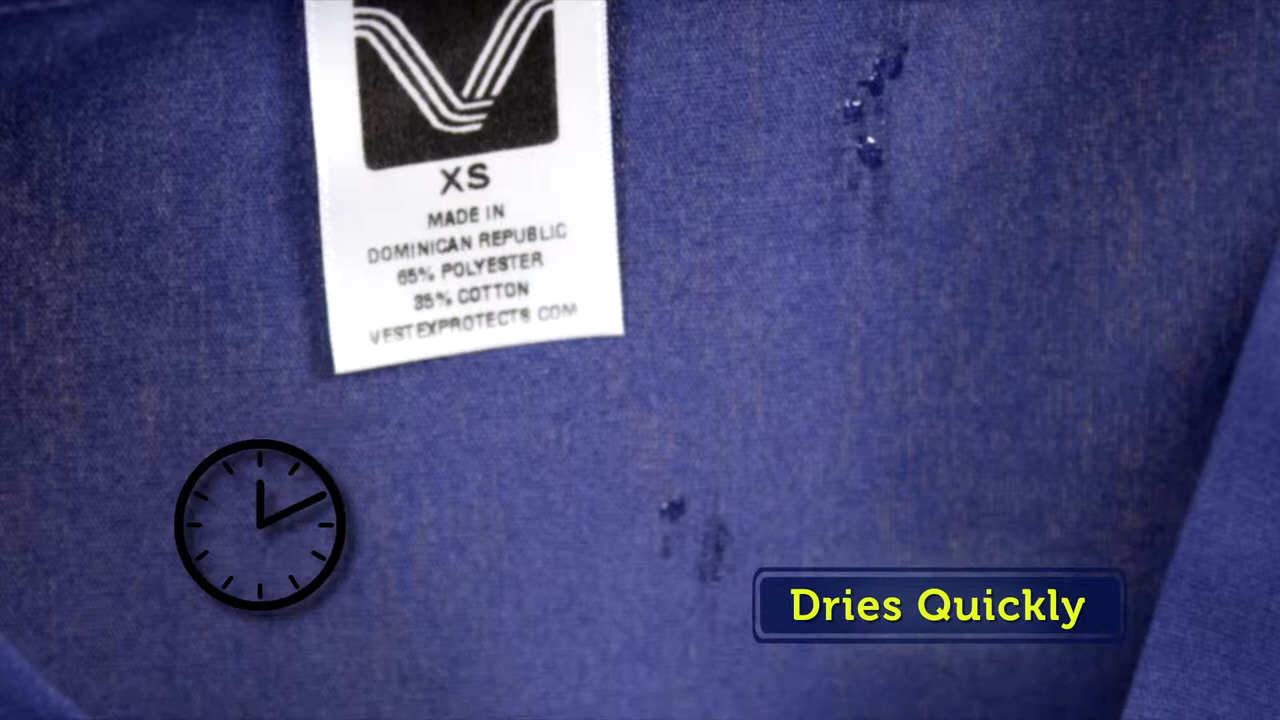 XS
MADE IN
DOMINICAN REPUBLIC
65% POLYESTER
35% COTTON
VESTEXPROTECTS.COM
Dries Quickly